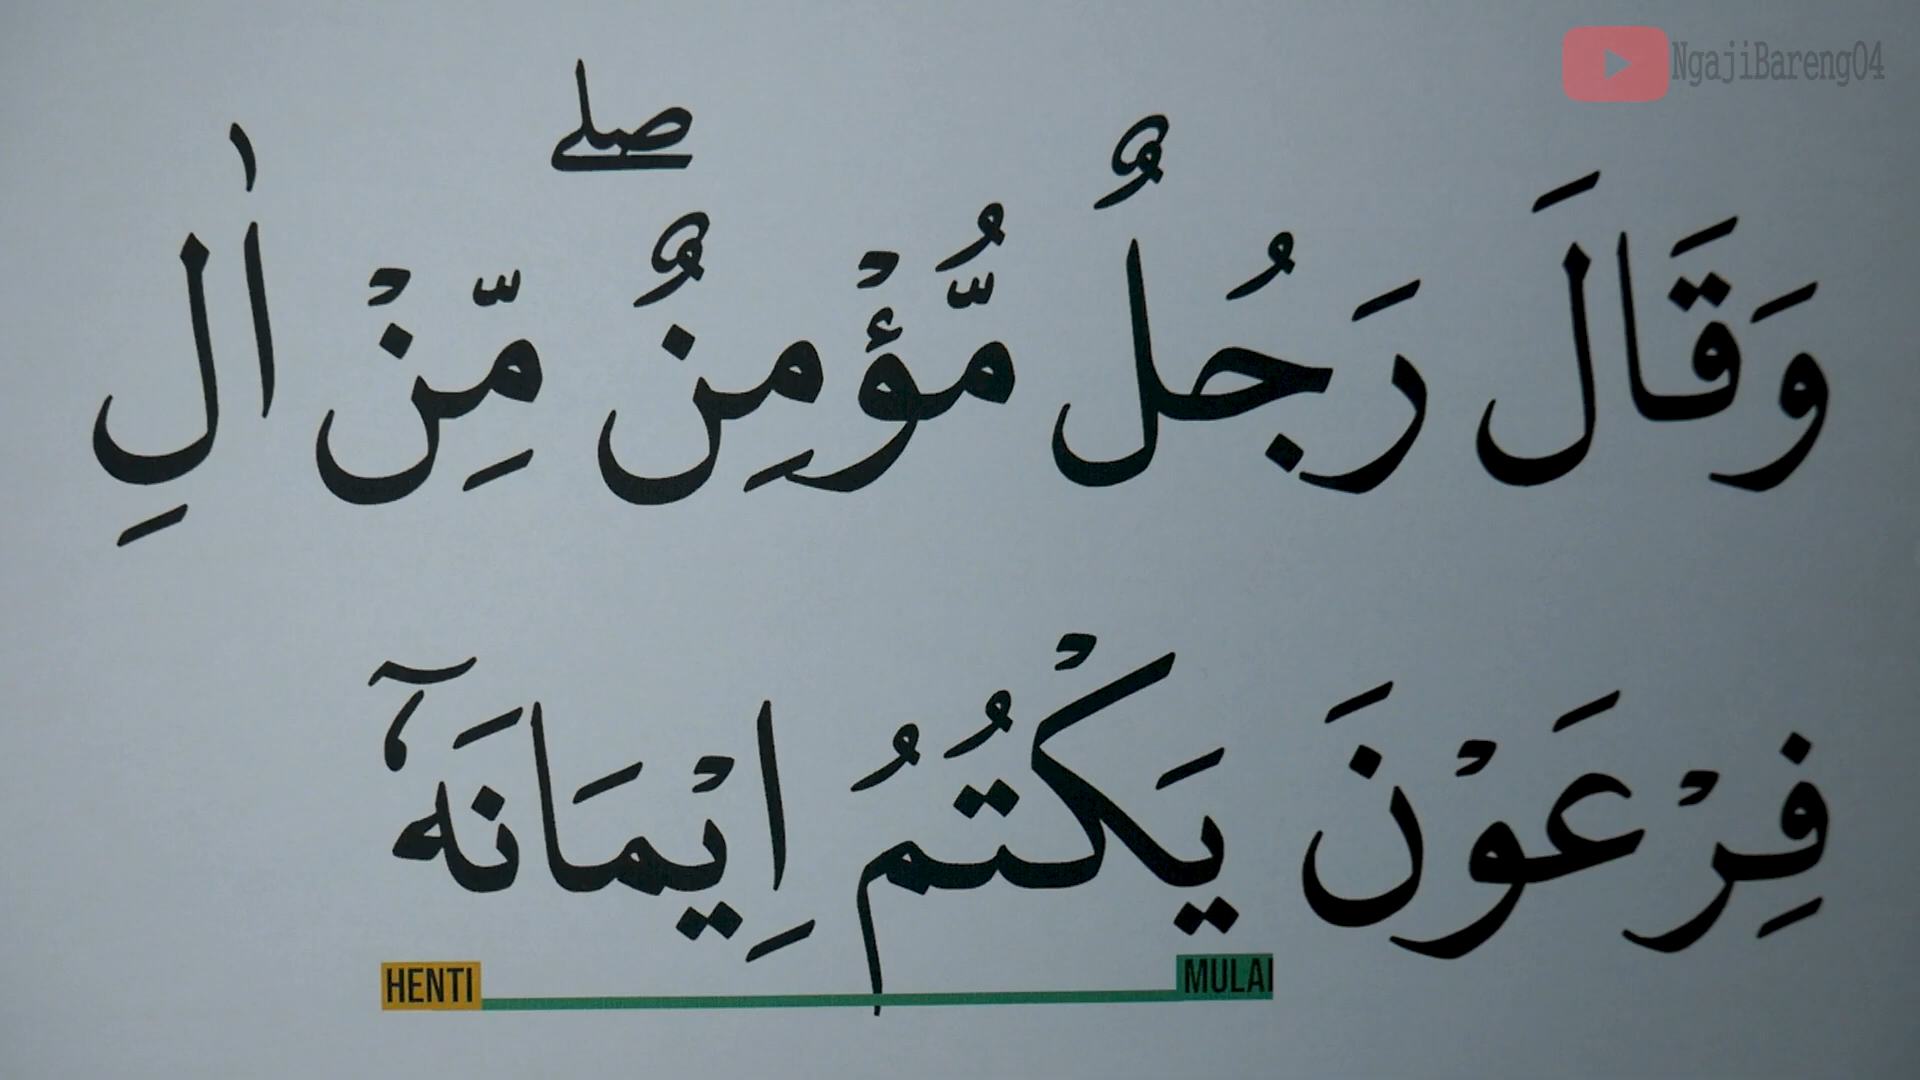 NgajiBareng04
وَقَالَ رَجُلٌ مُّؤْمِنٌ ۖ مِّنْ اٰلِ
فِرْعَوْنَ يَكْتُمُ اِيْمَانَهٗٓ
HENTI MULAI